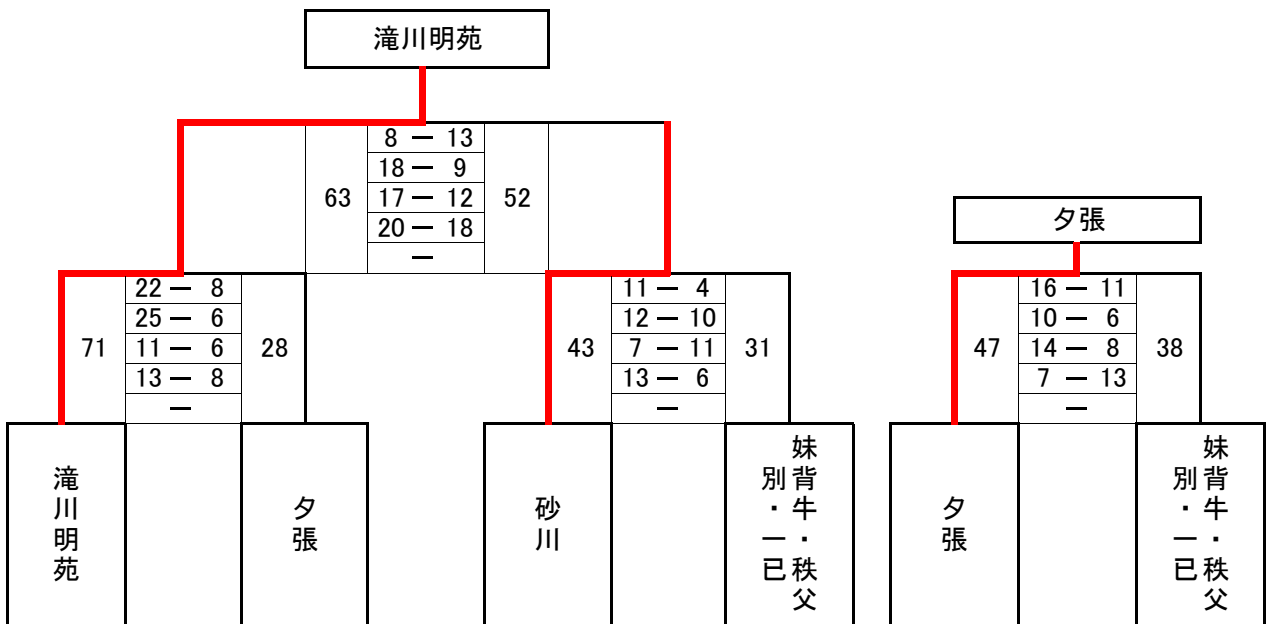 滝川明苑
8 － 13
18 － 9
63 17 － 12 52
20 － 18
－
夕張
22 － 8
25 － 6
71 11 － 6 28
13 － 8
－
11 － 4
12 － 10
43 7 － 11 31
13 － 6
－
16 － 11
10 － 6
47 14 － 8 38
7 － 13
－
滝川明苑
夕張
砂川
妹背牛・秩父
別・一已
夕張
妹背牛・秩父
別・一已